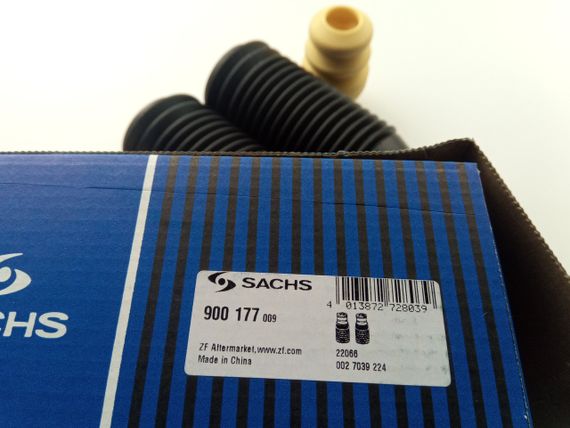 SACHS
900 177 009
4 013872 728039
ZF Aftermarket,www.zf.com
Made in China
22066
002 7039 224
CHS